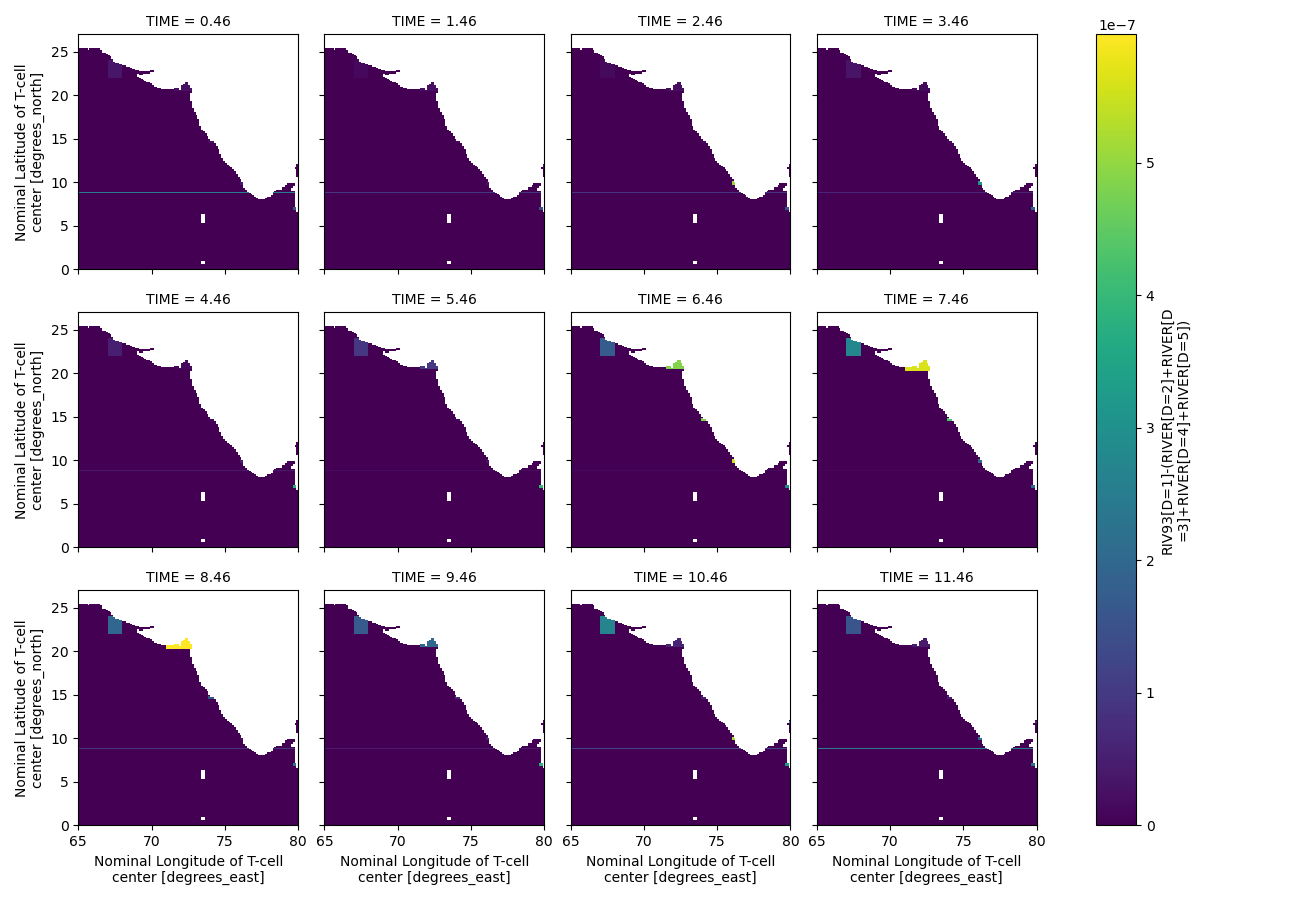 TIME = 0.46
TIME = 1.46
TIME = 2.46
TIME = 3.46
1e−7
25
20
15
10
5
0
Nominal Latitude of T-cell
center [degrees_north]
TIME = 4.46
TIME = 5.46
TIME = 6.46
TIME = 7.46
25
20
15
10
5
0
Nominal Latitude of T-cell
center [degrees_north]
TIME = 8.46
TIME = 9.46
TIME = 10.46
TIME = 11.46
25
20
15
10
5
0
Nominal Latitude of T-cell
center [degrees_north]
65 70 75 80
65 70 75 80
65 70 75 80
65 70 75 80
Nominal Longitude of T-cell
center [degrees_east]
Nominal Longitude of T-cell
center [degrees_east]
Nominal Longitude of T-cell
center [degrees_east]
Nominal Longitude of T-cell
center [degrees_east]
5
4
3
2
1
0
RIV93[D=1]-(RIVER[D=2]+RIVER[D
=3]+RIVER[D=4]+RIVER[D=5])